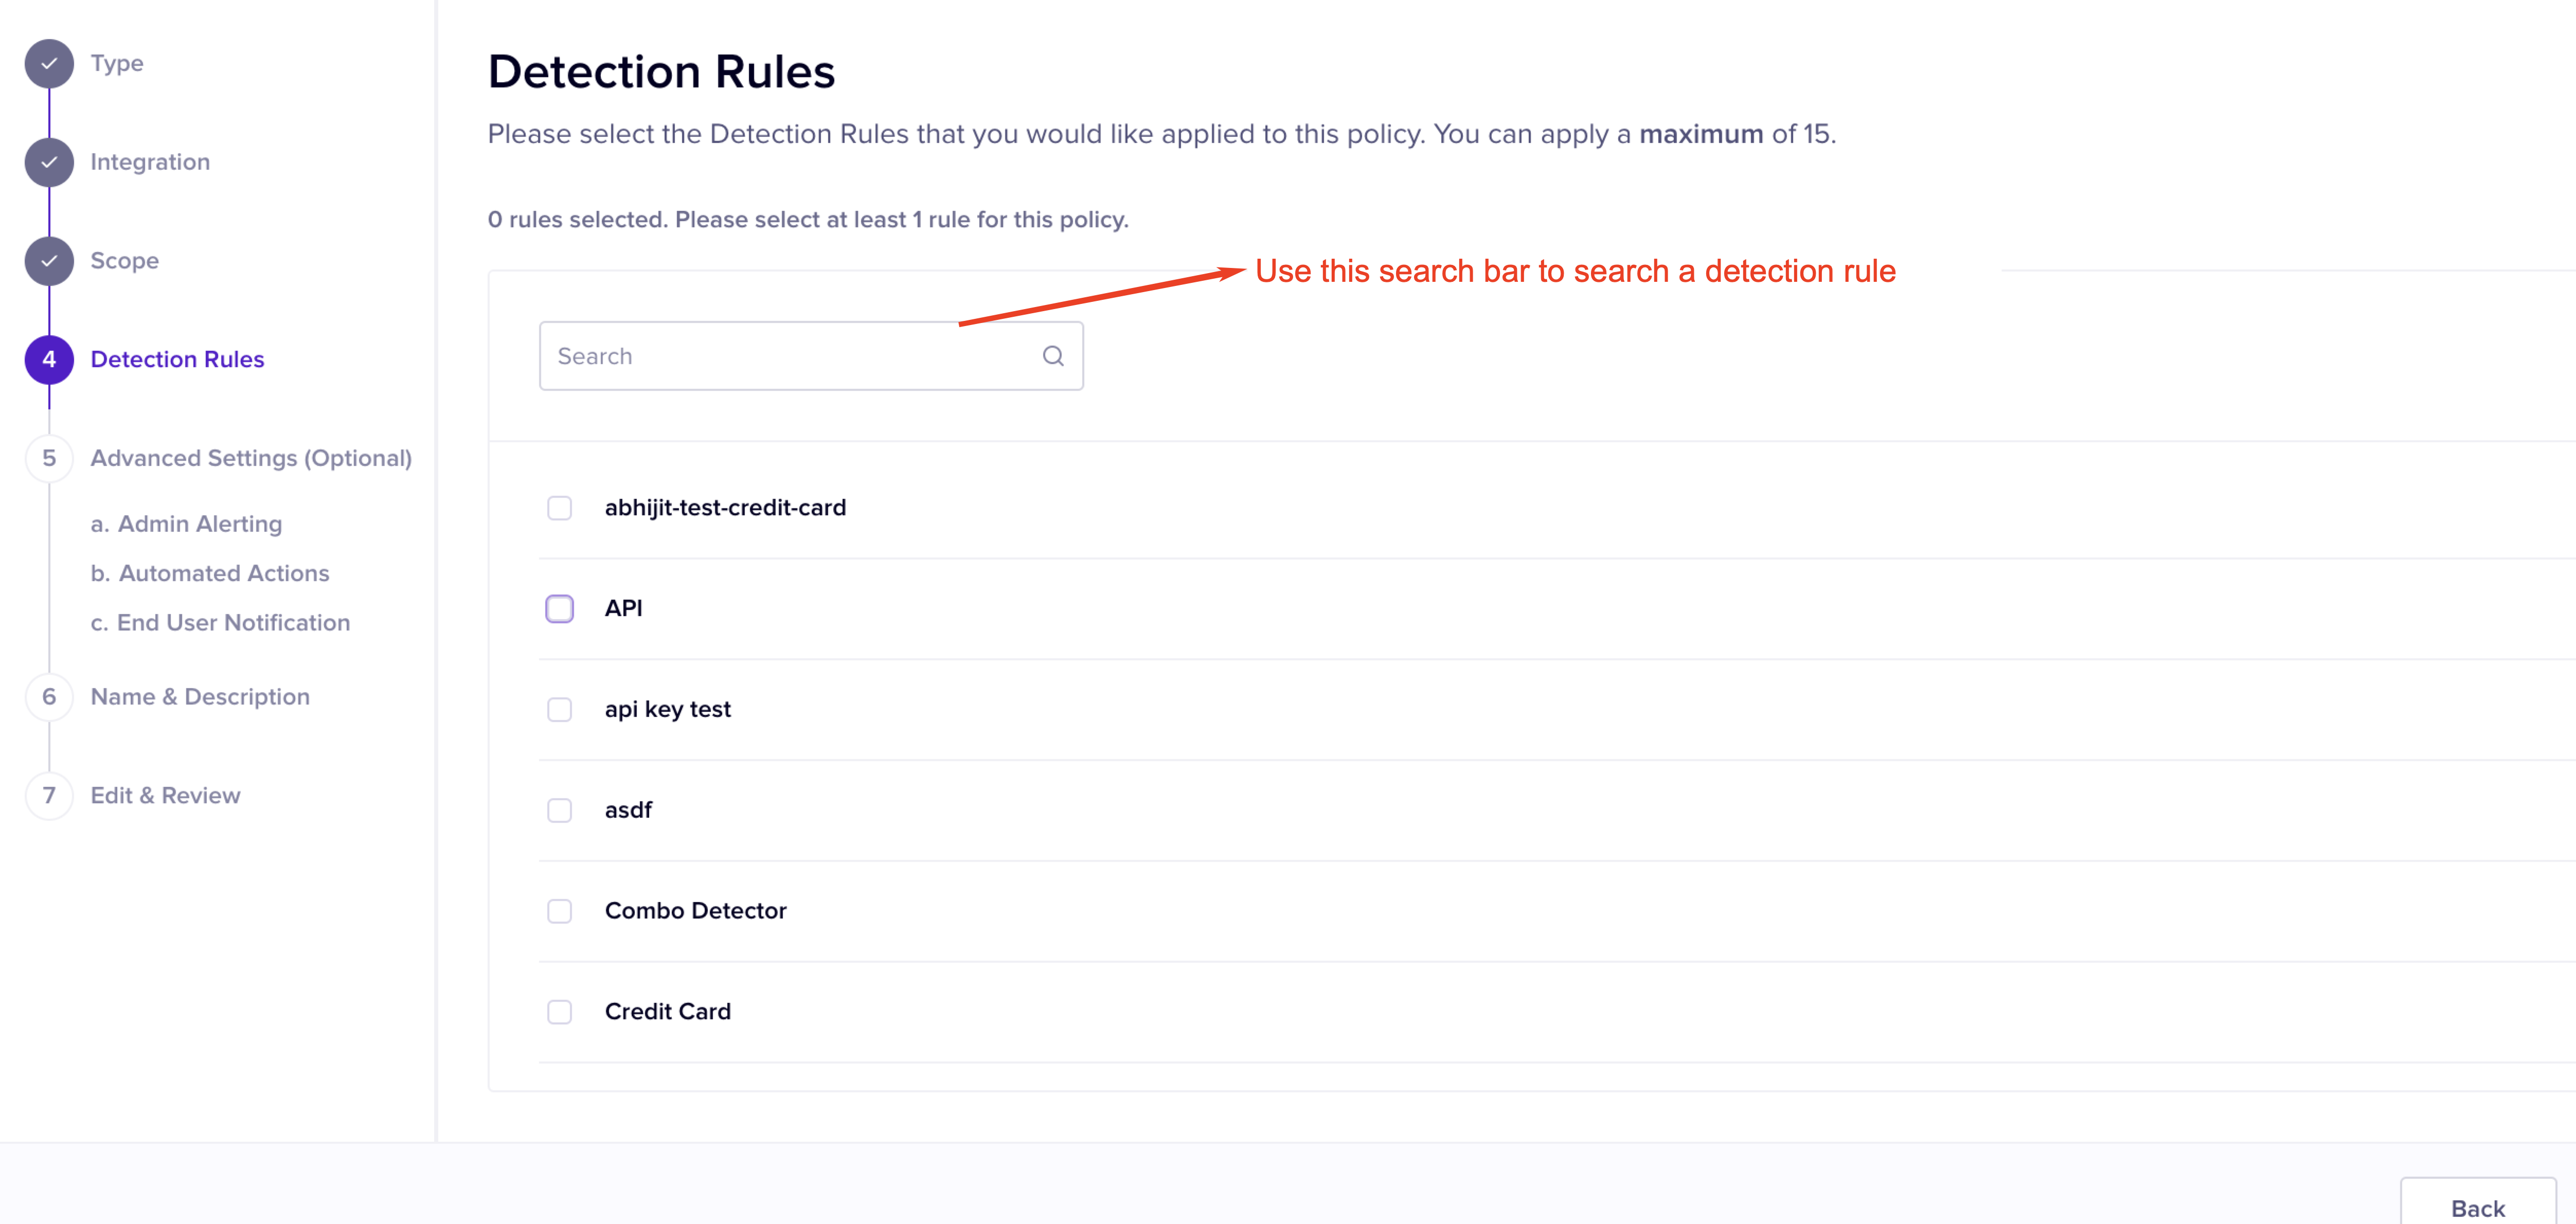 Type
Integration
Scope
4 Detection Rules
5 Advanced Settings (Optional)
a. Admin Alerting
b. Automated Actions
c. End User Notification
6 Name & Description
7 Edit & Review
Detection Rules
Please select the Detection Rules that you would like applied to this policy. You can apply a maximum of 15.
0 rules selected. Please select at least 1 rule for this policy.
Use this search bar to search a detection rule
Search
abhijit-test-credit-card
API
api key test
asdf
Combo Detector
Credit Card
Back